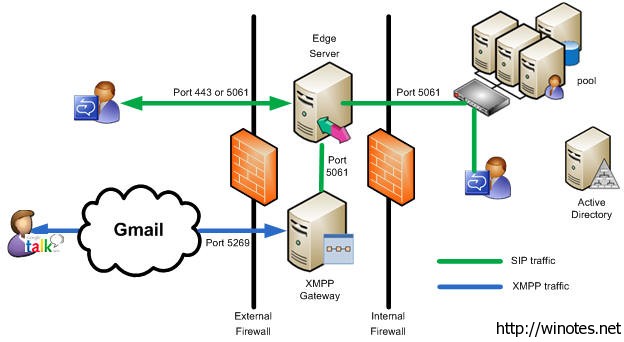 Edge
Server
pool
Port 443 or 5061
Port 5061
Port
5061
Active
Directory
Gmail
talk
Port 5269
XMPP
Gateway
SIP traffic
XMPP traffic
External
Firewall
Internal
Firewall
http://winotes.net